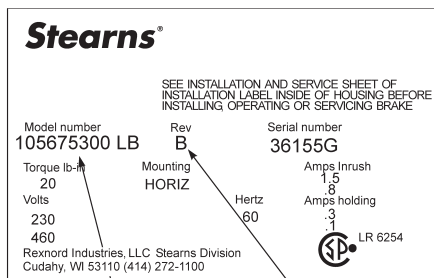 Stearns®
SEE INSTALLATION AND SERVICE SHEET OF
INSTALLATION LABEL INSIDE OF HOUSING BEFORE
INSTALLING, OPERATING OR SERVICING BRAKE
Model number Rev Serial number
105675300 LB B 36155G
Torque lb-in Mounting Amps Inrush
20 HORIZ 1.5
.8
Volts Hertz Amps holding
230 60 .3
460 .1
Rexnord Industries, LLC Stearns Division
Cudahy, WI 53110 (414) 272-1100
SP LR 6254